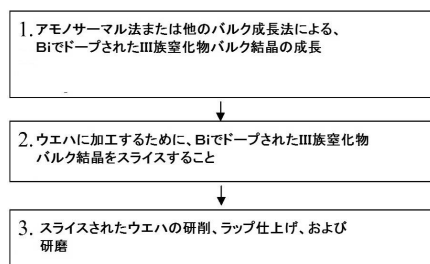 1. アモノサーマル法または他のバルク成長法による、
BiでドープされたIII族窒化物バルク結晶の成長
2. ウエハに加工するために、BiでドープされたIII族窒化物
バルク結晶をスライスすること
3. スライスされたウエハの研削、ラップ仕上げ、および
研磨